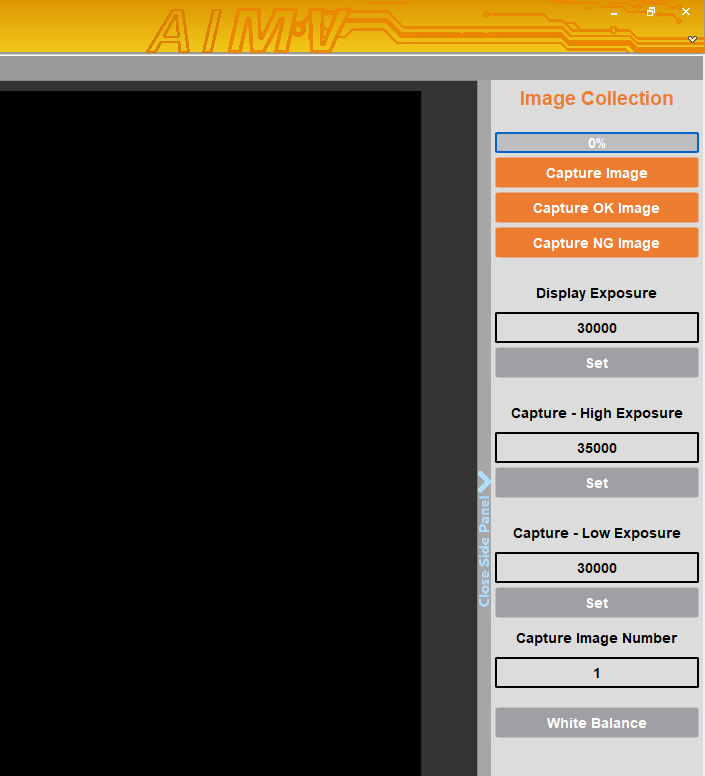 AIMV
Image Collection
0%
Capture Image
Capture OK Image
Capture NG Image
Display Exposure
30000
Set
Capture - High Exposure
35000
Set
Close Side Panel
Capture - Low Exposure
30000
Set
Capture Image Number
1
White Balance